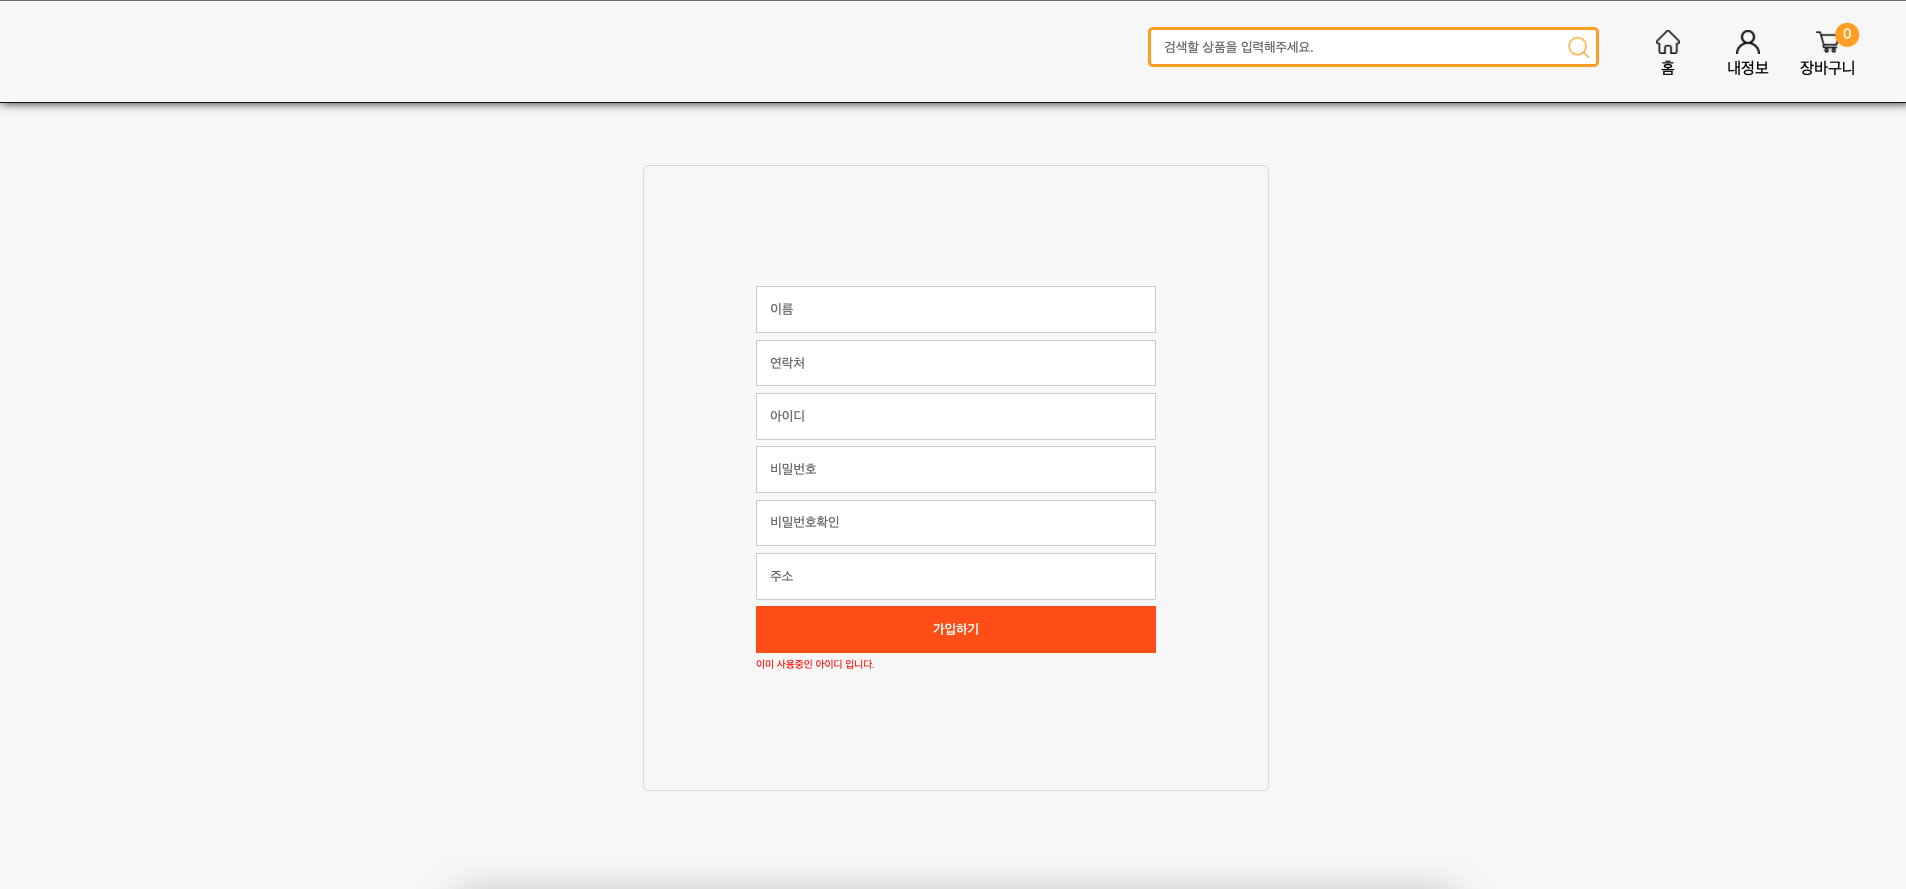 검색할 상품을 입력해주세요.
0
홈
내정보
장바구니
이름
연락처
아이디
비밀번호
비밀번호확인
주소
가입하기
이미 사용중인 아이디 입니다.